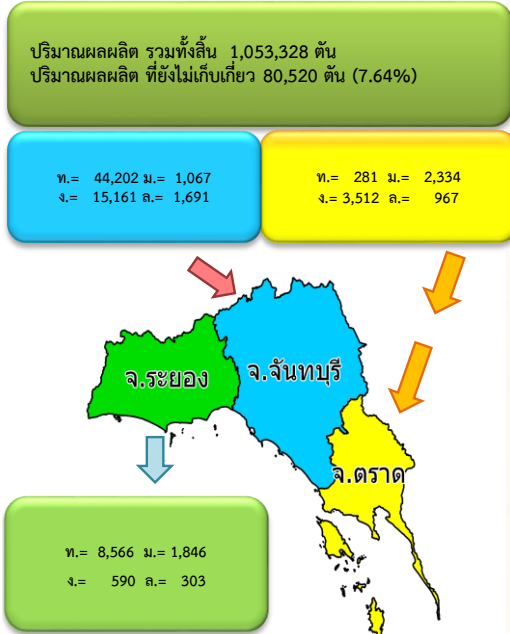 ปริมาณผลผลิต รวมทั้งสิ้น 1,053,328 ตัน
ปริมาณผลผลิต ที่ยังไม่เก็บเกี่ยว 80,520 ตัน (7.64%)
ท.= 44,202 ม.= 1,067
ง.= 15,161 ล.= 1,691
ท.= 281 ม.= 2,334
ง.= 3,512 ล.= 967
จ.ระยอง
จ.จันทบุรี
จ.ตราด
ท.= 8,566 ม.= 1,846
ง.= 590 ล.= 303